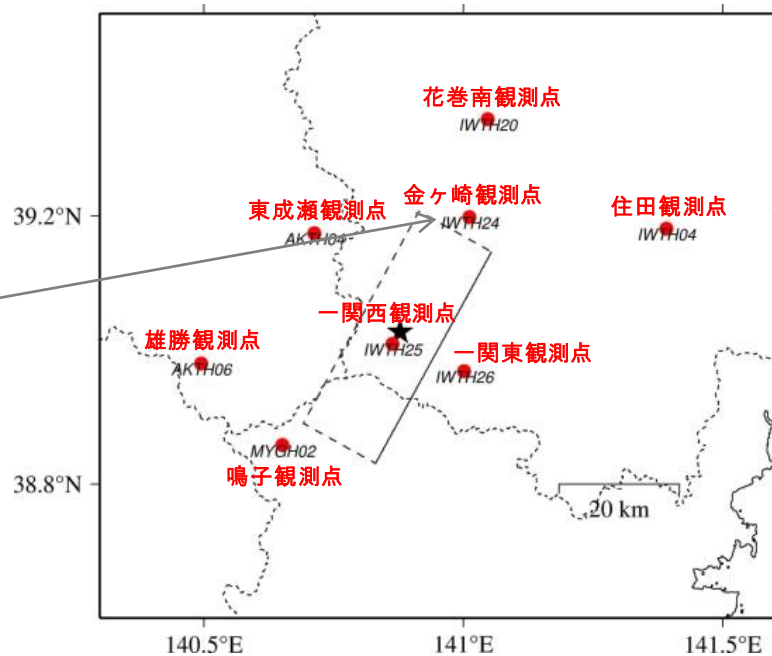 花巻南観測点
IWTH20
金ヶ崎観測点
IWTH24
39.2°N
東成瀬観測点
AKTH04
住田観測点
IWTH04
一関西観測点
IWTH25
雄勝観測点
AKTH06
一関東観測点
IWTH26
MYGH02
鳴子観測点
38.8°N
20 km
140.5°E
141°E
141.5°E